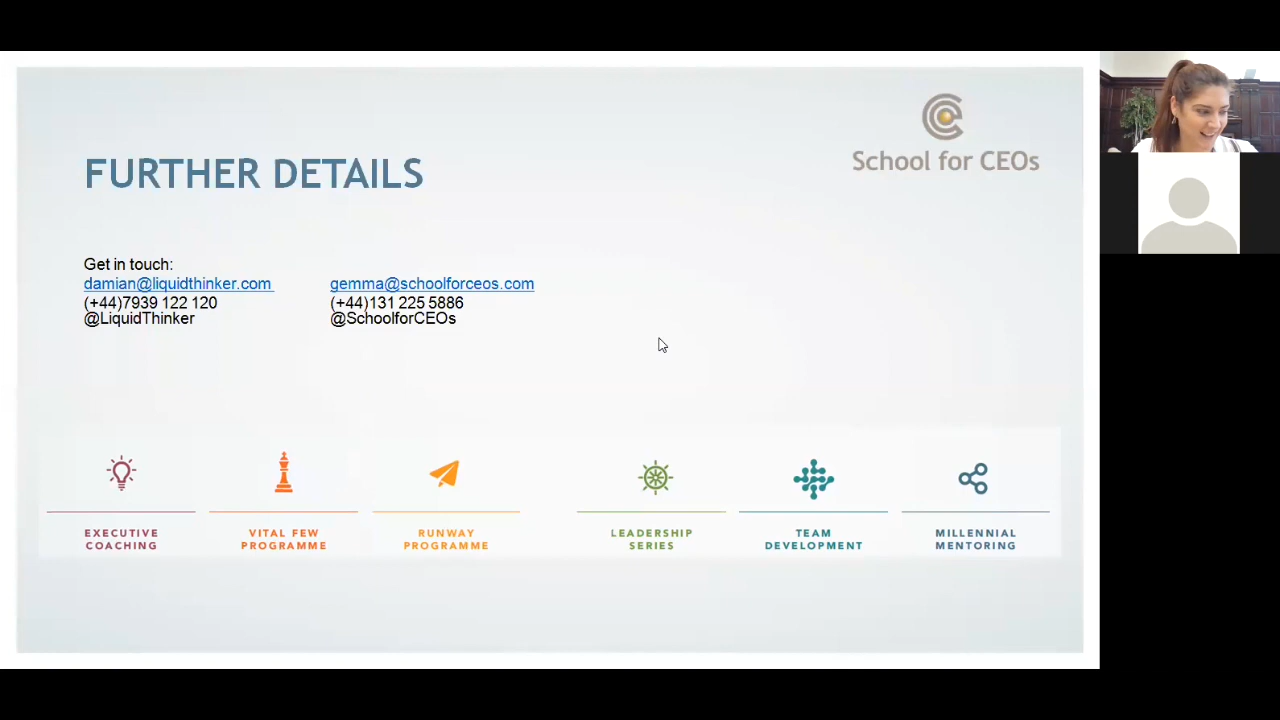 School for CEOs
FURTHER DETAILS
Get in touch:
damian@liquidthinker.com
(+44)7939 122 120
@LiquidThinker
gemma@schoolforceos.com
(+44)131 225 5886
@SchoolforCEOs
EXECUTIVE
COACHING
VITAL FEW
PROGRAMME
RUNWAY
PROGRAMME
LEADERSHIP
SERIES
TEAM
DEVELOPMENT
MILLENNIAL
MENTORING